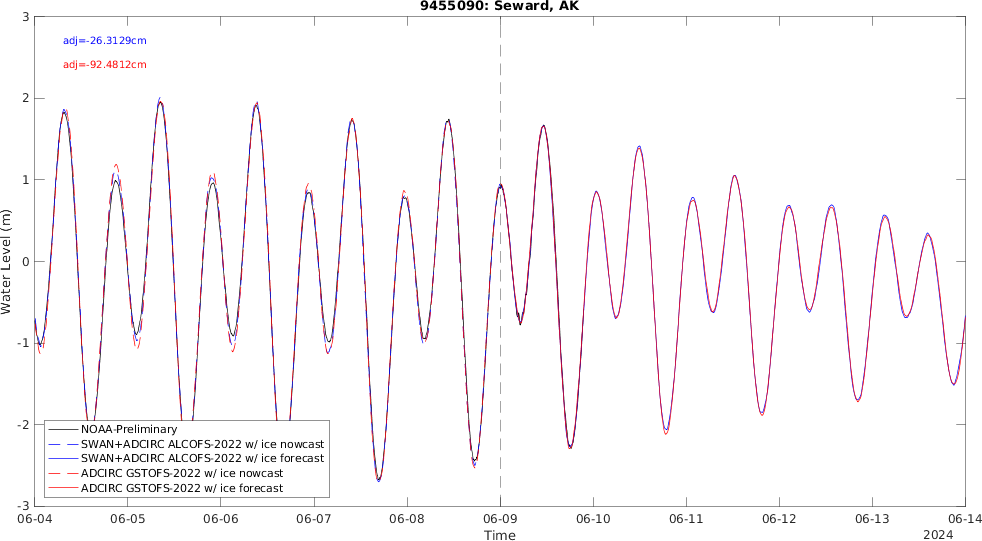 9455090: Seward, AK
adj=-26.3129cm
adj=-92.4812cm
Water Level (m)
3
2
1
0
-1
-2
-3
NOAA-Preliminary
SWAN+ADCIRC ALCOFS-2022 w/ ice nowcast
SWAN+ADCIRC ALCOFS-2022 w/ ice forecast
ADCIRC GSTOFS-2022 w/ ice nowcast
ADCIRC GSTOFS-2022 w/ ice forecast
06-04 06-05 06-06 06-07 06-08 06-09 06-10 06-11 06-12 06-13 06-14
Time
2024